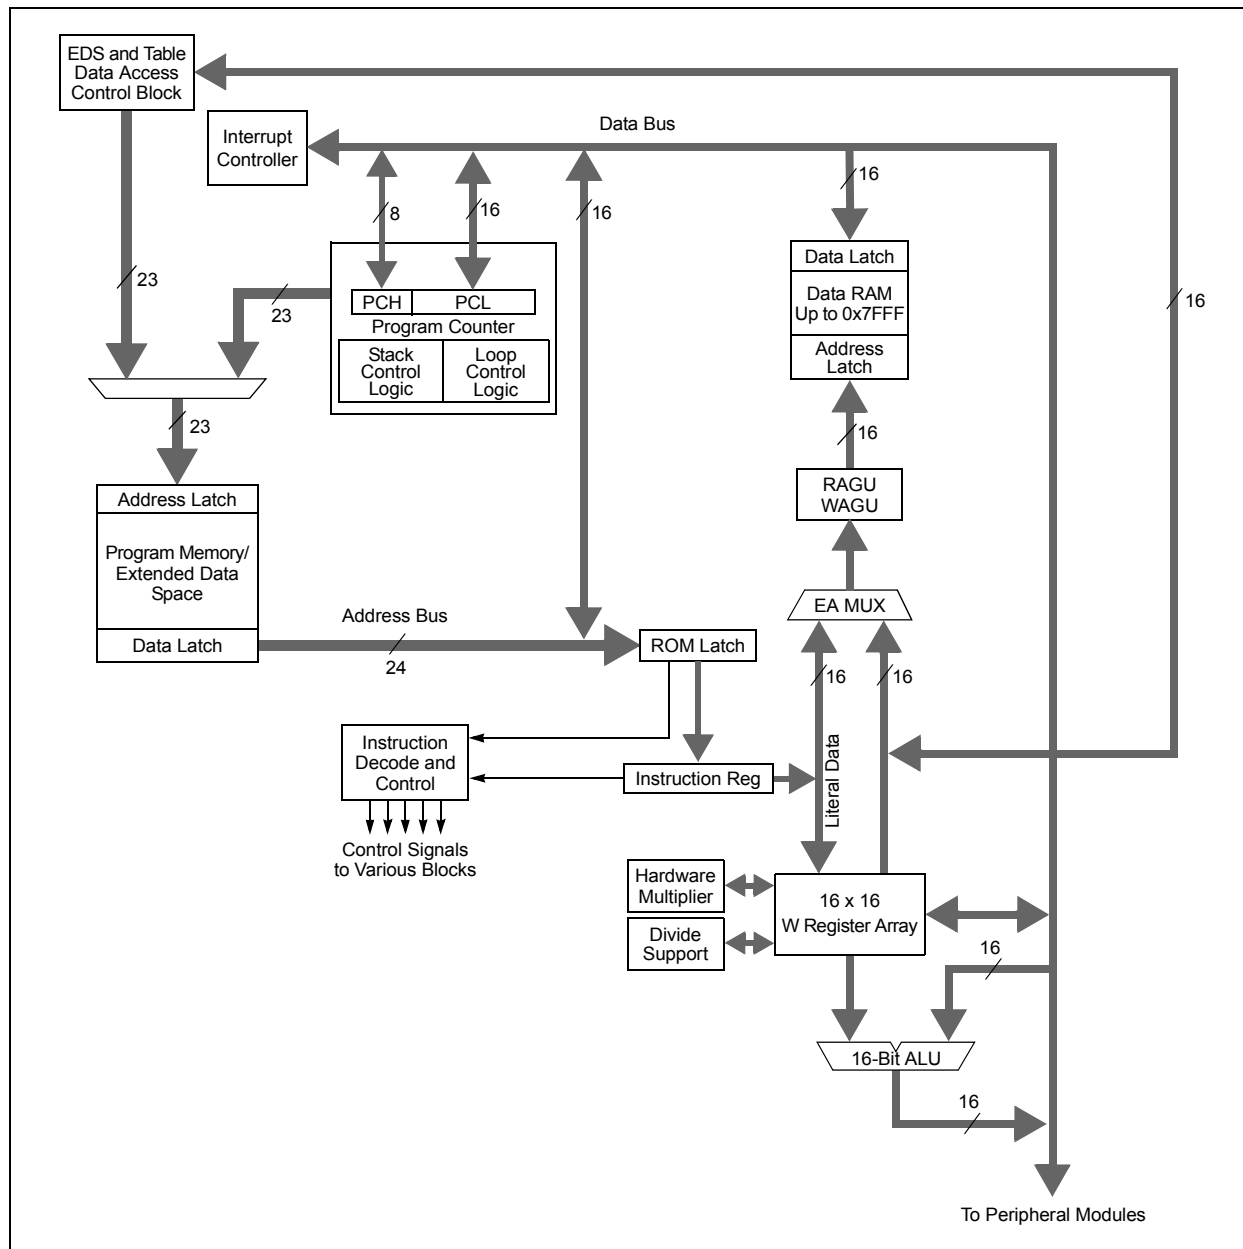 EDS and Table
Data Access
Control Block
Interrupt
Controller
Data Bus
16
8
16
16
16
23
23
PCH
PCL
Program Counter
Stack
Control
Logic
Loop
Control
Logic
Data Latch
Data RAM
Up to 0x7FFF
Address
Latch
23
16
RAGU
WAGU
Address Latch
Program Memory/
Extended Data
Space
Data Latch
EA MUX
Address Bus
24
ROM Latch
16
16
Instruction
Decode and
Control
Instruction Reg
Literal Data
Control Signals
to Various Blocks
Hardware
Multiplier
Divide
Support
16 x 16
W Register Array
16
16-Bit ALU
16
To Peripheral Modules